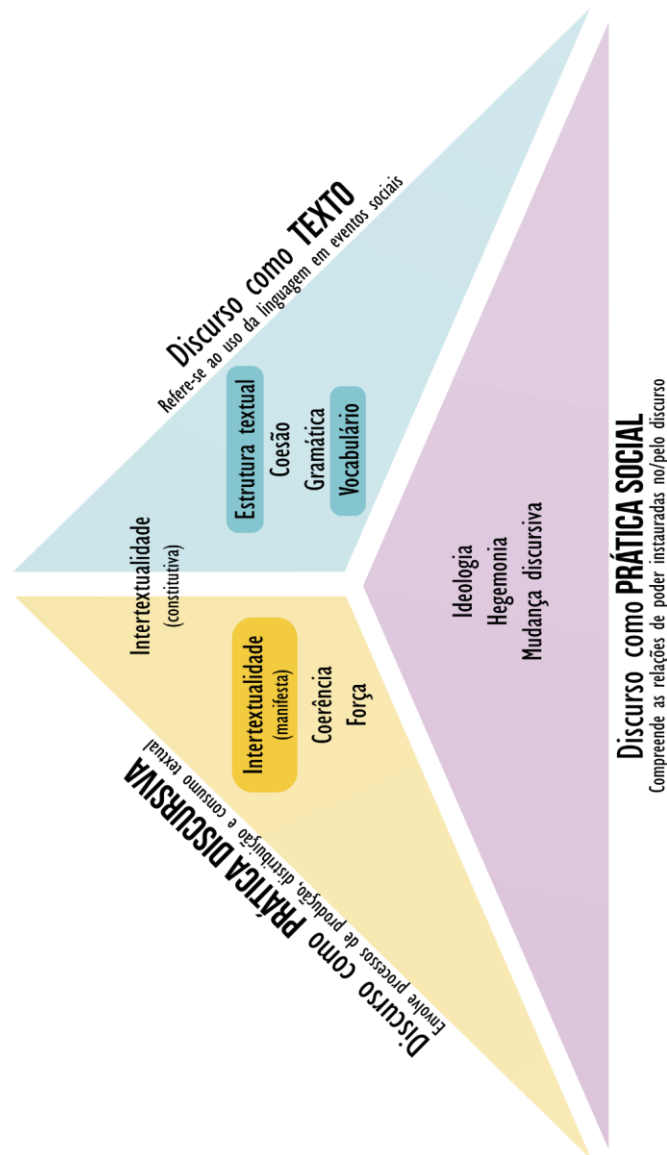 Discurso como PRÁTICA DISCURSIVA
Envolve processos de produção, distribuição e consumo textual
Discurso como TEXTO
Refere-se ao uso da linguagem em eventos sociais
Intertextualidade
(constitutiva)
Intertextualidade
(manifesta)
Coerência
Força
Estrutura textual
Coesão
Gramática
Vocabulário
Ideologia
Hegemonia
Mudança discursiva
Discurso como PRÁTICA SOCIAL
Compreende as relações de poder instauradas no/pelo discurso